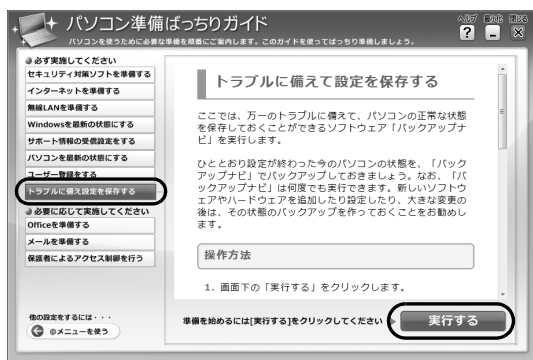 パソコン準備ばっちりガイド
パソコンを使うために必要な準備を順番にご案内します。このガイドを使ってばっちり準備しましょう。
ヘルプ 最小化 閉じる
?
必ず実施してください
セキュリティ対策ソフトを準備する
インターネットを準備する
無線LANを準備する
Windowsを最新の状態にする
サポート情報の受信設定をする
パソコンを最新の状態にする
ユーザー登録をする
トラブルに備え設定を保存する
必要に応じて実施してください
Officeを準備する
メールを準備する
保護者によるアクセス制御を行う
他の設定をするには・・・
@メニューを使う
トラブルに備えて設定を保存する
ここでは、万一のトラブルに備えて、パソコンの正常な状態
を保存しておくことができるソフトウェア「バックアップナ
ビ」を実行します。
ひととおり設定が終わった今のパソコンの状態を、「バック
アップナビ」でバックアップしておきましょう。なお、「バ
ックアップナビ」は何度でも実行できます。新しいソフトウ
ェアやハードウェアを追加したり設定したり、大きな変更の
後は、その状態のバックアップを作っておくことをお勧めし
ます。
操作方法
1. 画面下の「実行する」をクリックします。
準備を始めるには[実行する]をクリックしてください
実行する